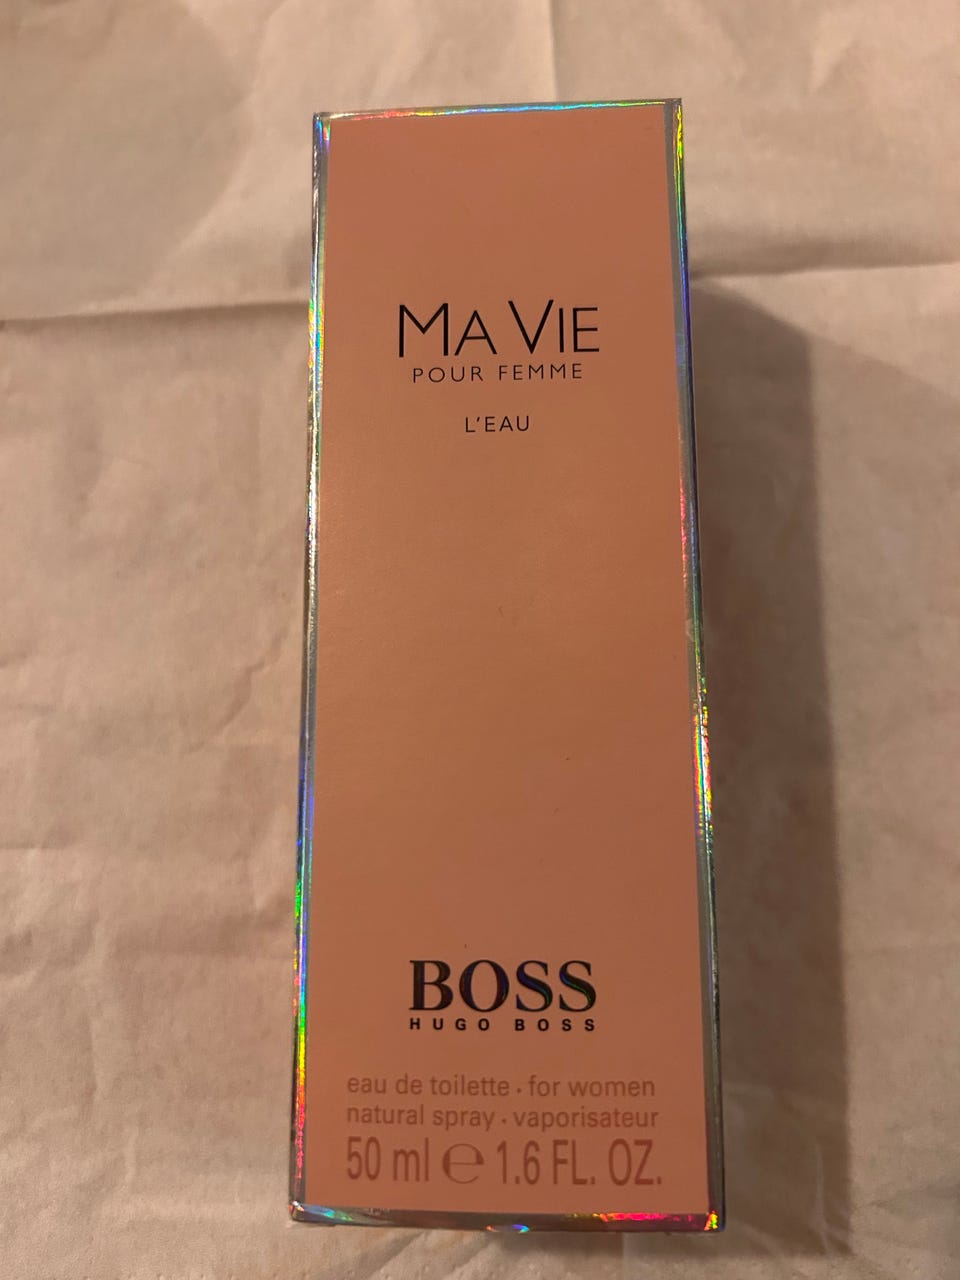 MA VIE
POUR FEMME
L'EAU
BOSS
HUGO BOSS
eau de toilette · for women
natural spray · vaporisateur
50 ml ℮ 1.6 FL. OZ.